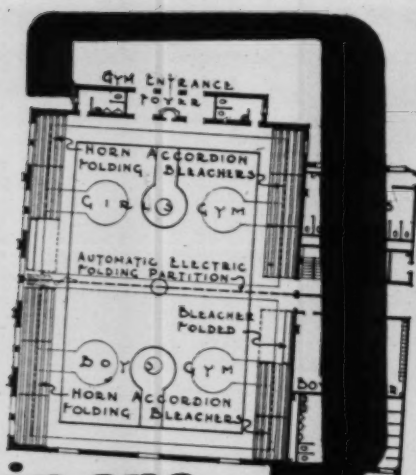 GYM ENTRANCE
FOYER
HORN ACCORDION
FOLDING BLEACHERS
GIRLS GYM
AUTOMATIC ELECTRIC
FOLDING PARTITION
BLEACHER
FOLDED
BOYS GYM
HORN ACCORDION
FOLDING BLEACHERS